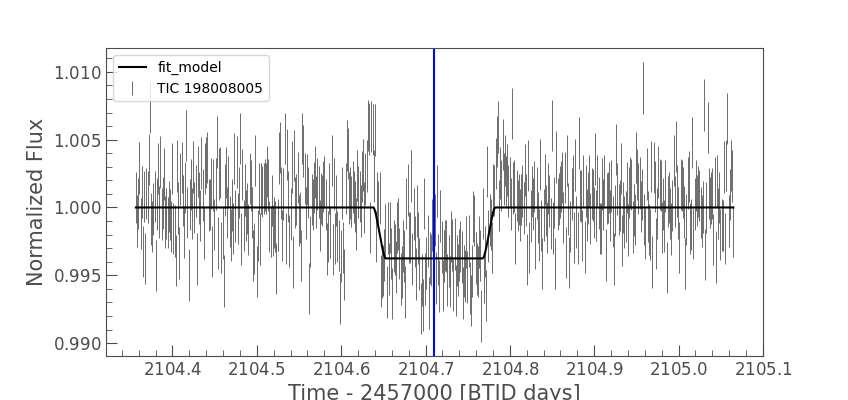 fit_model
TIC 198008005
Normalized Flux
1.010
1.005
1.000
0.995
0.990
2104.4 2104.5 2104.6 2104.7 2104.8 2104.9 2105.0 2105.1
Time - 2457000 [BTJD days]